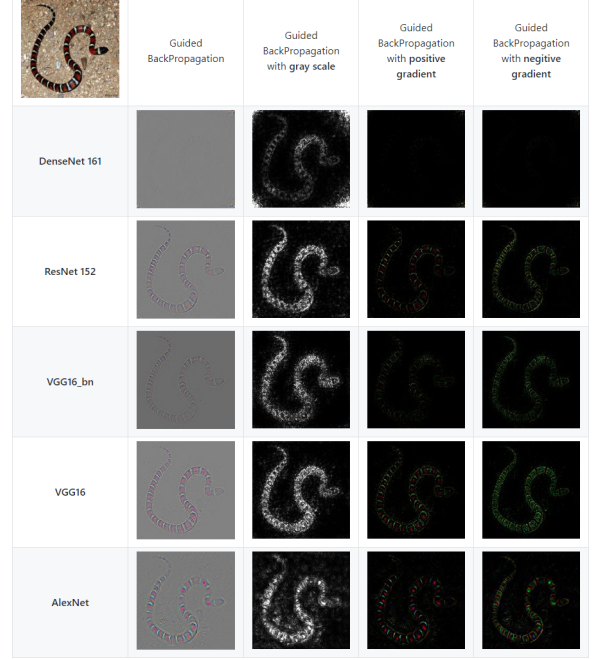 Guided
BackPropagation
Guided
BackPropagation
with gray scale
Guided
BackPropagation
with positive
gradient
Guided
BackPropagation
with negitive
gradient
DenseNet 161
ResNet 152
VGG16_bn
VGG16
AlexNet